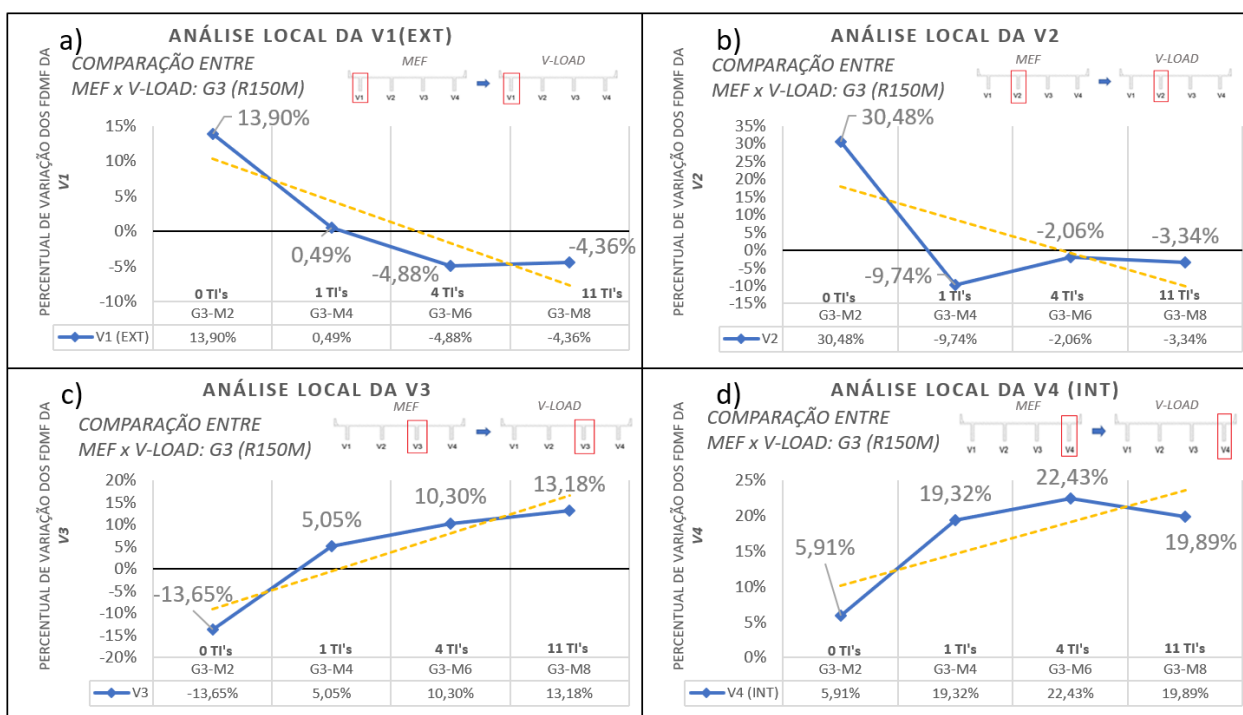 a)
ANÁLISE LOCAL DA V1(EXT)
COMPARAÇÃO ENTRE
MEF x V-LOAD: G3 (R150M)
MEF
V-LOAD
V1 V2 V3 V4
V1 V2 V3 V4
PERCENTUAL DE VARIAÇÃO DOS FDMF DA
V1
15%
10%
5%
0%
-5%
-10%
13,90%
0,49%
-4,88%
-4,36%
0 TI's 1 TI's 4 TI's 11 TI's
G3-M2 G3-M4 G3-M6 G3-M8
V1 (EXT) 13,90% 0,49% -4,88% -4,36%
b)
ANÁLISE LOCAL DA V2
COMPARAÇÃO ENTRE
MEF x V-LOAD: G3 (R150M)
MEF
V-LOAD
V1 V2 V3 V4
V1 V2 V3 V4
PERCENTUAL DE VARIAÇÃO DOS FDMF DA
V2
35%
30%
25%
20%
15%
10%
5%
0%
-5%
-10%
-15%
30,48%
-9,74%
-2,06%
-3,34%
0 TI's 1 TI's 4 TI's 11 TI's
G3-M2 G3-M4 G3-M6 G3-M8
V2 30,48% -9,74% -2,06% -3,34%
c)
ANÁLISE LOCAL DA V3
COMPARAÇÃO ENTRE
MEF x V-LOAD: G3 (R150M)
MEF
V-LOAD
V1 V2 V3 V4
V1 V2 V3 V4
PERCENTUAL DE VARIAÇÃO DOS FDMF DA
V3
20%
15%
10%
5%
0%
-5%
-10%
-15%
-20%
-13,65%
5,05%
10,30%
13,18%
0 TI's 1 TI's 4 TI's 11 TI's
G3-M2 G3-M4 G3-M6 G3-M8
V3 -13,65% 5,05% 10,30% 13,18%
d)
ANÁLISE LOCAL DA V4 (INT)
COMPARAÇÃO ENTRE
MEF x V-LOAD: G3 (R150M)
MEF
V-LOAD
V1 V2 V3 V4
V1 V2 V3 V4
PERCENTUAL DE VARIAÇÃO DOS FDMF DA
V4
25%
20%
15%
10%
5%
0%
5,91%
19,32%
22,43%
19,89%
0 TI's 1 TI's 4 TI's 11 TI's
G3-M2 G3-M4 G3-M6 G3-M8
V4 (INT) 5,91% 19,32% 22,43% 19,89%